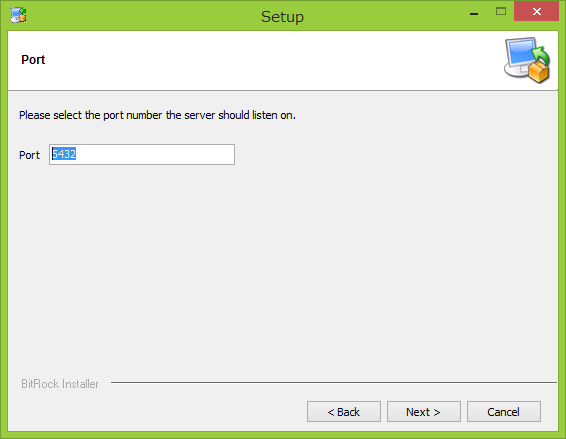 Setup
Port
Please select the port number the server should listen on.
Port 5432
BitRock Installer
< Back Next > Cancel